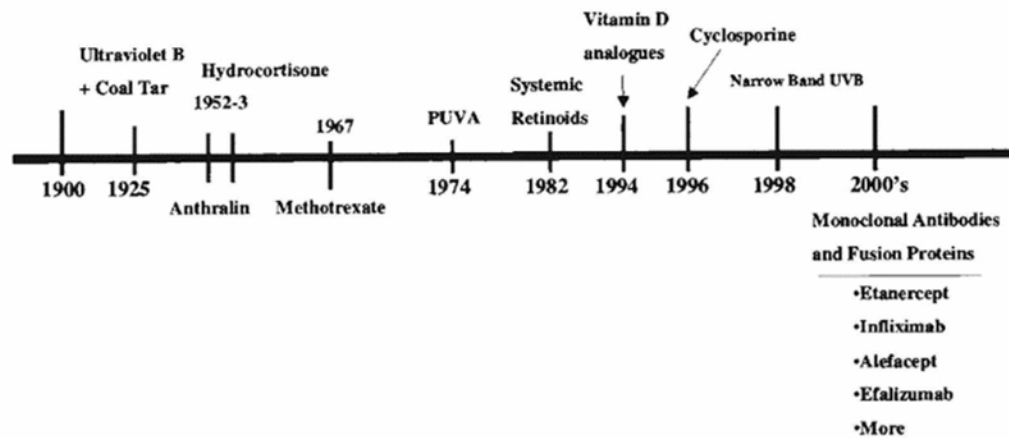 Ultraviolet B
+ Coal Tar
Hydrocortisone
1952-3
1967
PUVA
Systemic
Retinoids
Vitamin D
analogues
Cyclosporine
Narrow Band UVB
1900
1925
1974
1982
1994
1996
1998
2000's
Anthralin
Methotrexate
Monoclonal Antibodies
and Fusion Proteins
•Etanercept
•Infliximab
•Alefacept
•Efalizumab
•More